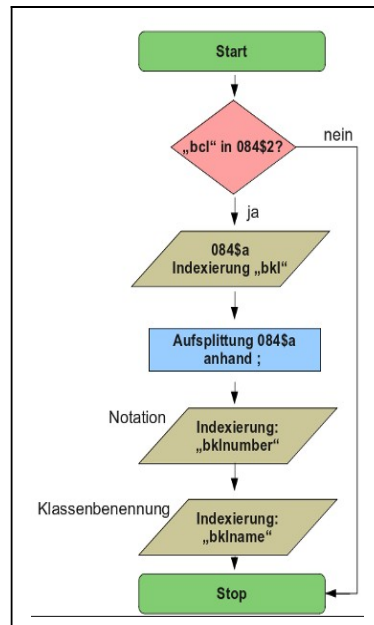 Start
„bcl“ in 084$2?
nein
ja
084$a
Indexierung „bkl“
Aufsplittung 084$a
anhand ;
Notation
Indexierung:
„bklnumber“
Klassenbenennung
Indexierung:
„bklname“
Stop